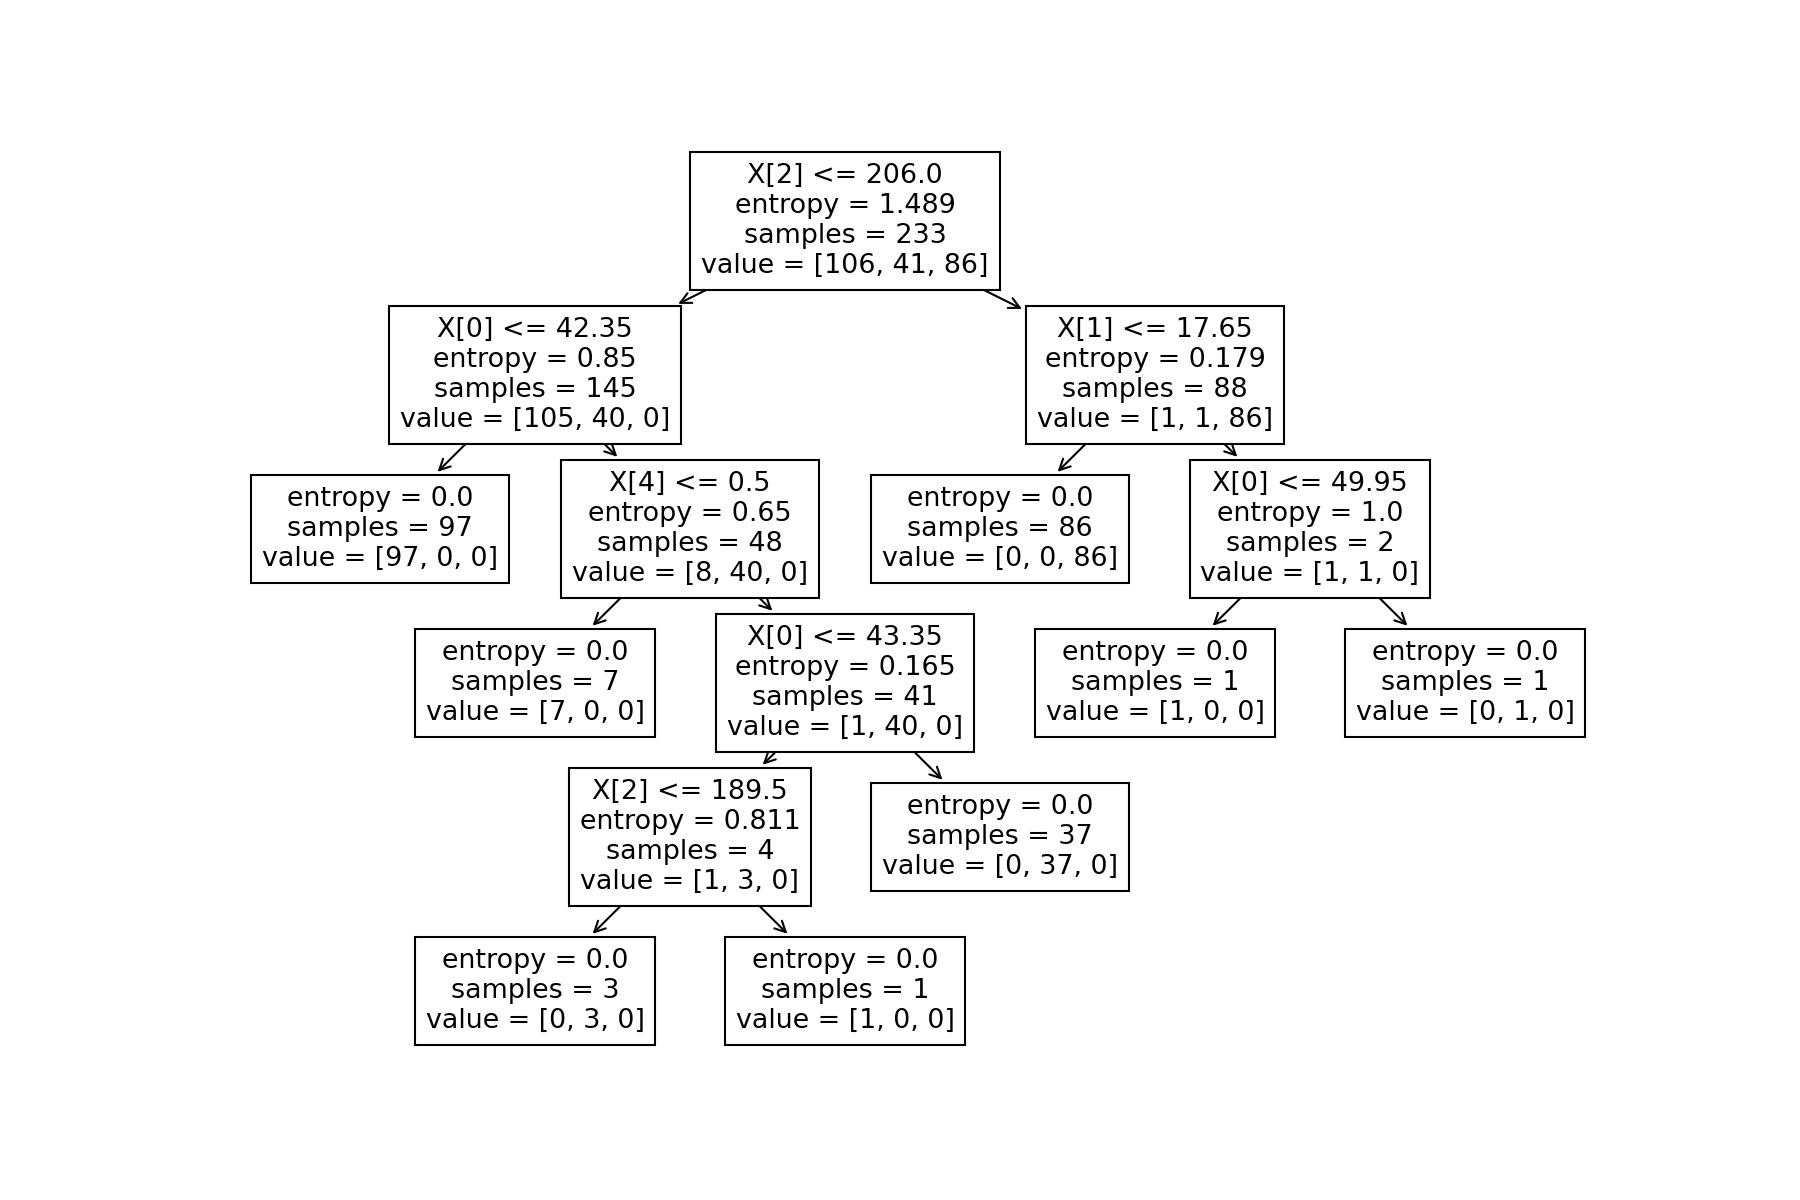 X[2] <= 206.0
entropy = 1.489
samples = 233
value = [106, 41, 86]
X[0] <= 42.35
entropy = 0.85
samples = 145
value = [105, 40, 0]
X[1] <= 17.65
entropy = 0.179
samples = 88
value = [1, 1, 86]
entropy = 0.0
samples = 97
value = [97, 0, 0]
X[4] <= 0.5
entropy = 0.65
samples = 48
value = [8, 40, 0]
entropy = 0.0
samples = 86
value = [0, 0, 86]
X[0] <= 49.95
entropy = 1.0
samples = 2
value = [1, 1, 0]
entropy = 0.0
samples = 7
value = [7, 0, 0]
X[0] <= 43.35
entropy = 0.165
samples = 41
value = [1, 40, 0]
entropy = 0.0
samples = 1
value = [1, 0, 0]
entropy = 0.0
samples = 1
value = [0, 1, 0]
X[2] <= 189.5
entropy = 0.811
samples = 4
value = [1, 3, 0]
entropy = 0.0
samples = 37
value = [0, 37, 0]
entropy = 0.0
samples = 3
value = [0, 3, 0]
entropy = 0.0
samples = 1
value = [1, 0, 0]